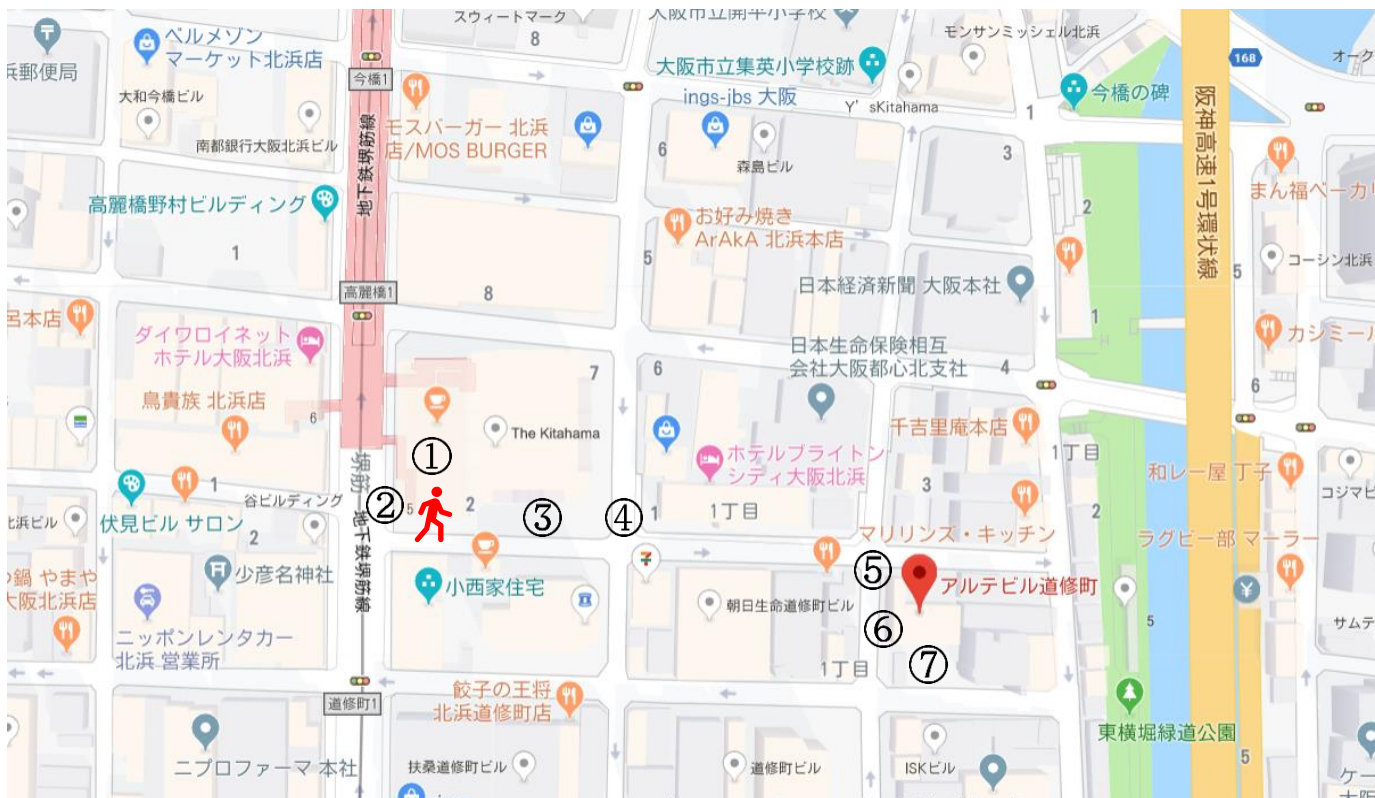 スウィートマーク
大阪市立開平小学校
モンサンミッシェル北浜
ベルメゾン
マーケット北浜店
8
168
オーク
浜郵便局
今橋1
大阪市立集英小学校跡
ings-jbs 大阪
Y'sKitahama
今橋の碑
1
大和今橋ビル
南都銀行大阪北浜ビル
地下鉄堺筋線
モスバーガー 北浜
店/MOS BURGER
6
森島ビル
3
阪神高速1号環状線
まん福ベーカリ
高麗橋野村ビルディング
お好み焼き
ArAkA 北浜本店
2
1
5
コーシン北浜
5
日本経済新聞 大阪本社
高麗橋1
8
呂本店
ダイワロイネット
ホテル大阪北浜
1
カシミール
日本生命保険相互
会社大阪都心北支社
7
6
4
6
鳥貴族 北浜店
6
The Kitahama
千吉里庵本店
①
ホテルブライトン
シティ大阪北浜
1丁目
和レー屋 丁子
堺筋
1
谷ビルディング
②
5
2
③
④
1
1丁目
3
2
コジマビ
北浜ビル
伏見ビル サロン
2
地下鉄堺筋線
マリリンズ・キッチン
ラグビー部 マーラー
鍋 やまや
大阪北浜店
少彦名神社
小西家住宅
7
⑤
アルテビル道修町
朝日生命道修町ビル
⑥
5
サムテ
ニッポンレンタカー
北浜 営業所
1丁目
⑦
道修町1
餃子の王将
北浜道修町店
東横堀緑道公園
5
ニプロファーマ 本社
扶桑道修町ビル
道修町ビル
ISKビル
ケー
大阪